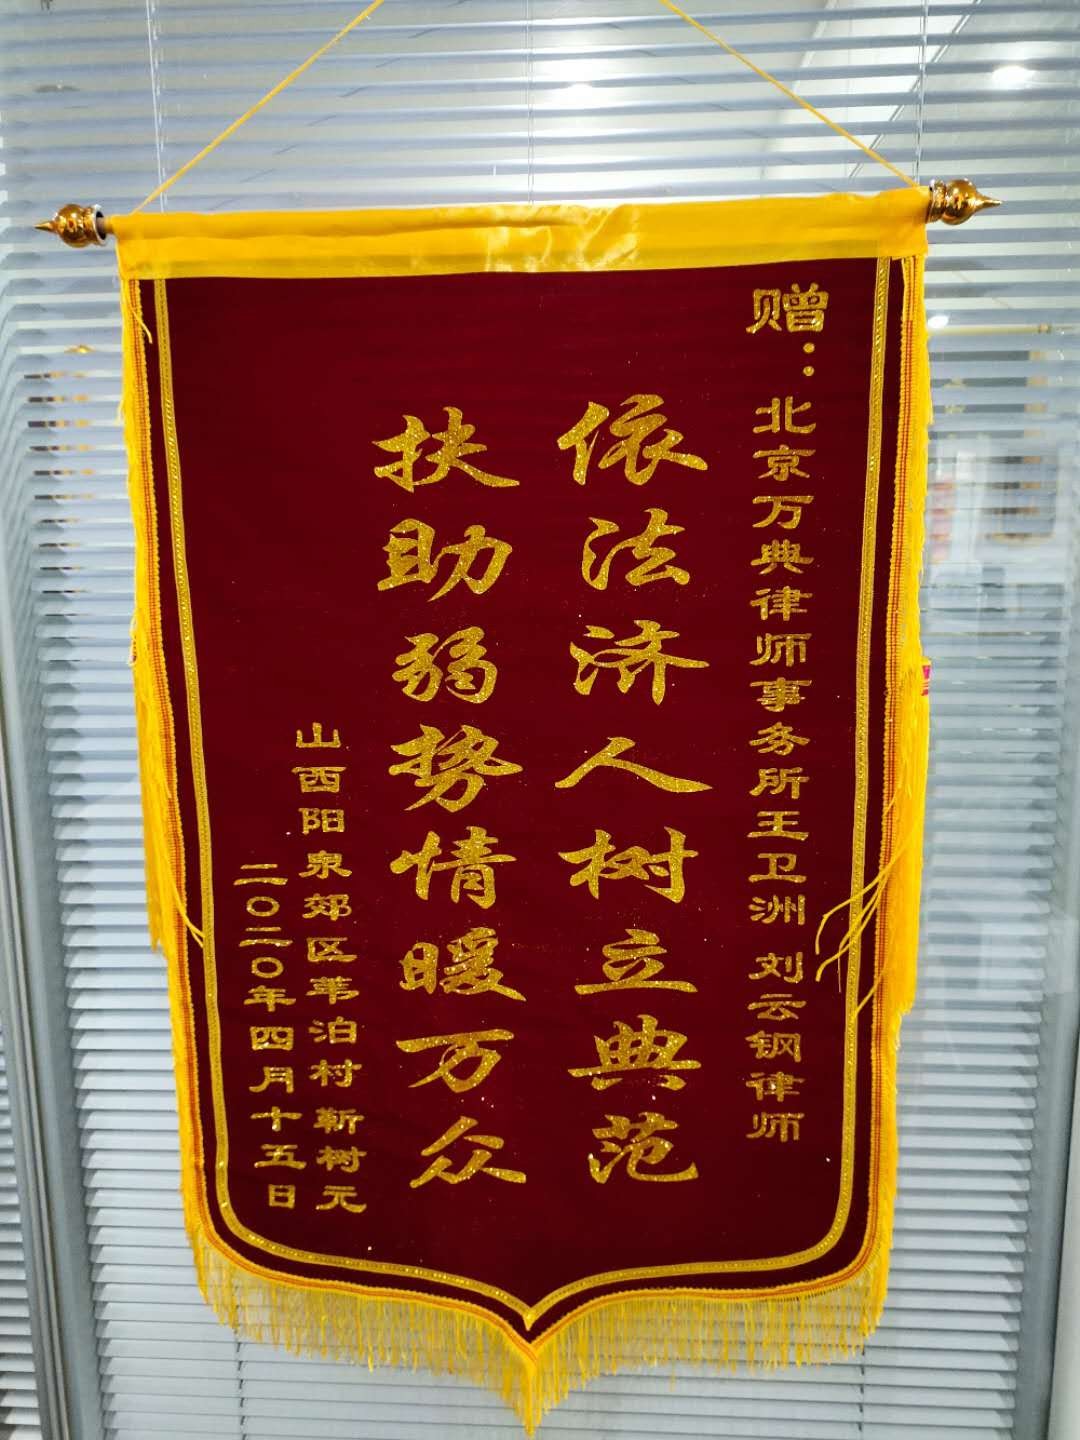 赠：北京万典律师事务所王卫洲 刘云钢律师
依法济人树立典范
扶助弱势情暖万众
山西阳泉郊区苇泊村靳树元
二〇二〇年四月十五日